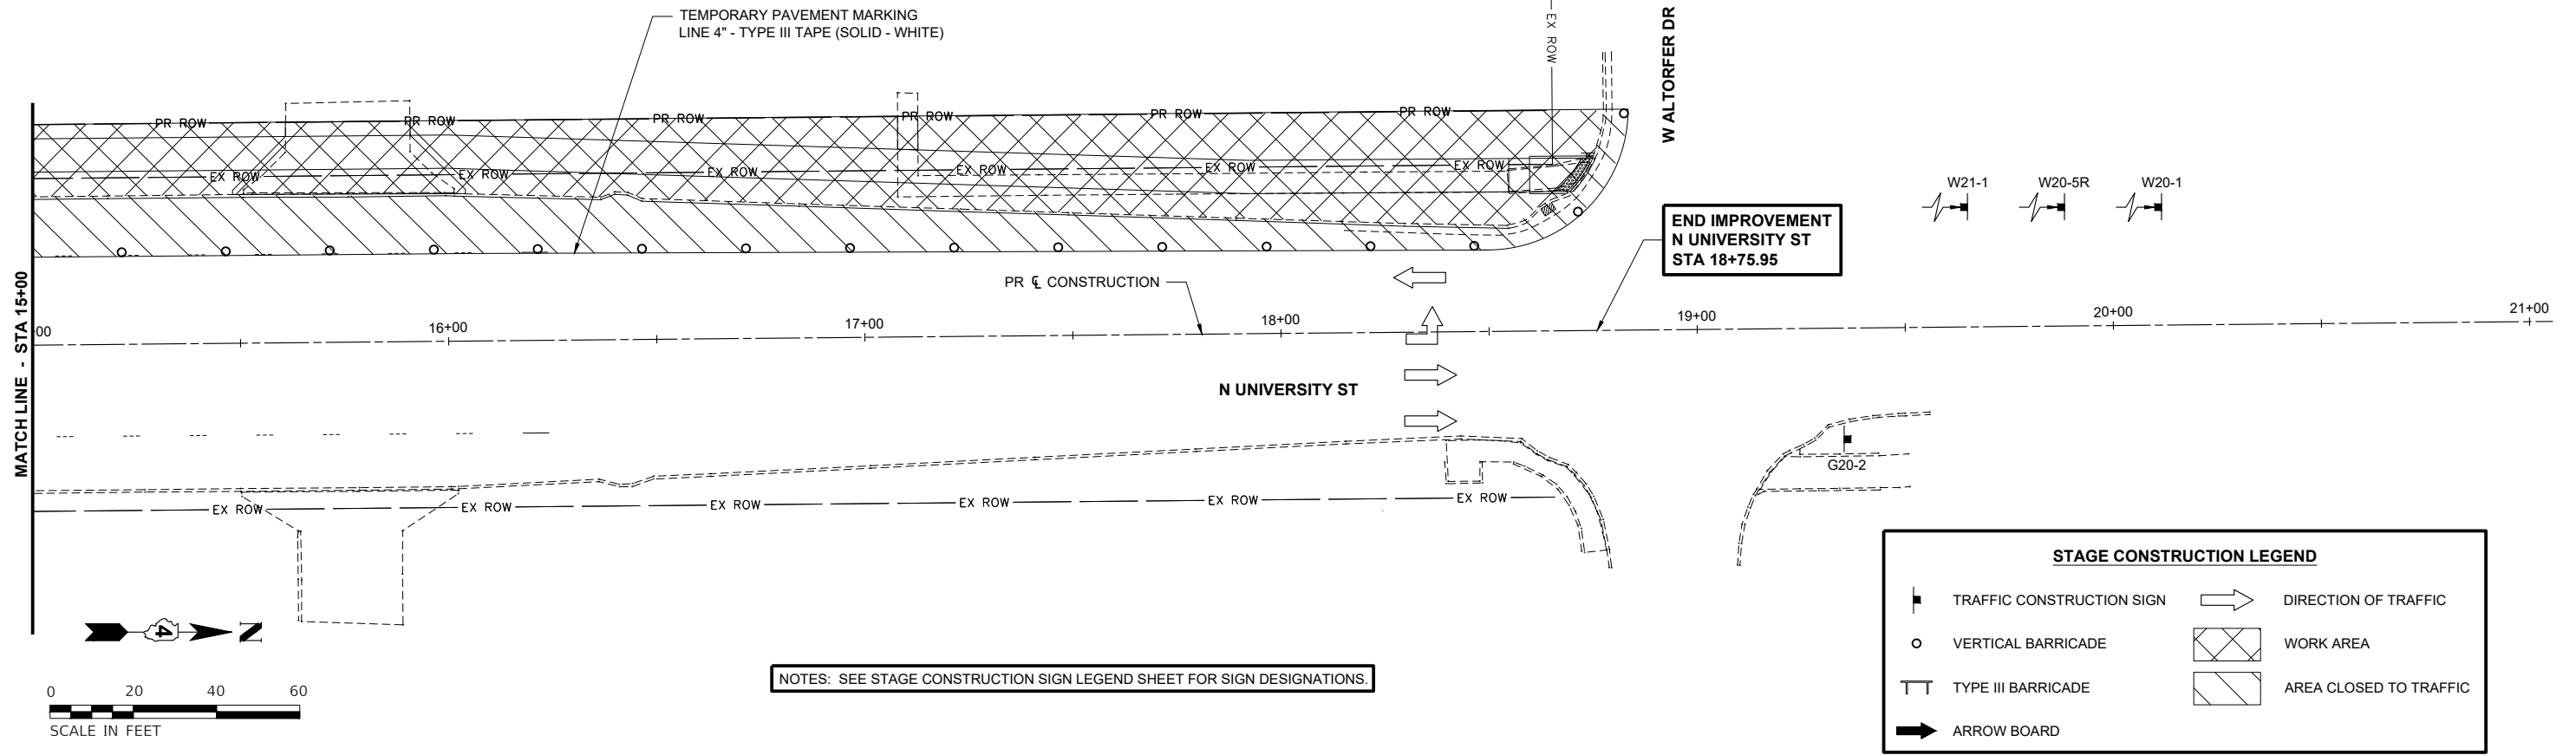 TEMPORARY PAVEMENT MARKING
LINE 4" - TYPE III TAPE (SOLID - WHITE)
EX ROW
W ALTORFER DR
PR ROW
PR ROW
PR ROW
PR ROW
PR ROW
PR ROW
EX ROW
EX ROW
EX ROW
EX ROW
EX ROW
EX ROW
W21-1
W20-5R
W20-1
END IMPROVEMENT
N UNIVERSITY ST
STA 18+75.95
MATCH LINE - STA 15+00
PR ℄ CONSTRUCTION
00
16+00
17+00
18+00
19+00
20+00
21+00
N UNIVERSITY ST
G20-2
EX ROW
EX ROW
EX ROW
EX ROW
EX ROW
EX ROW
4
N
0 20 40 60
SCALE IN FEET
NOTES: SEE STAGE CONSTRUCTION SIGN LEGEND SHEET FOR SIGN DESIGNATIONS.
STAGE CONSTRUCTION LEGEND
TRAFFIC CONSTRUCTION SIGN
DIRECTION OF TRAFFIC
VERTICAL BARRICADE
WORK AREA
TYPE III BARRICADE
AREA CLOSED TO TRAFFIC
ARROW BOARD